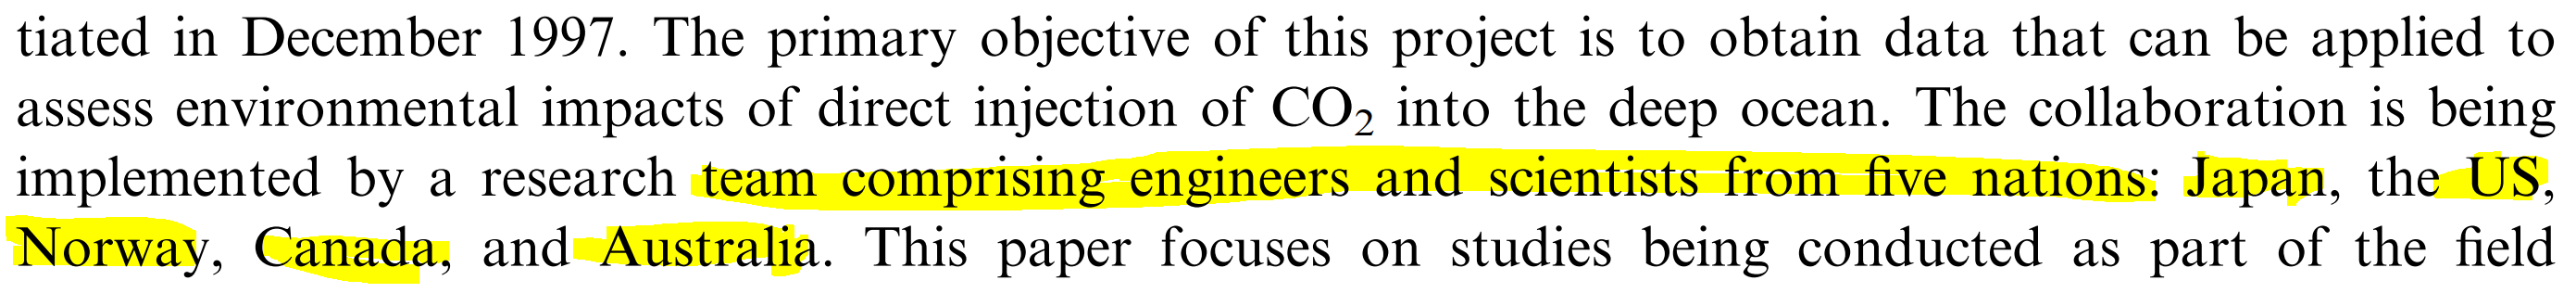 tiated in December 1997. The primary objective of this project is to obtain data that can be applied to
assess environmental impacts of direct injection of CO₂ into the deep ocean. The collaboration is being
implemented by a research team comprising engineers and scientists from five nations: Japan, the US,
Norway, Canada, and Australia. This paper focuses on studies being conducted as part of the field